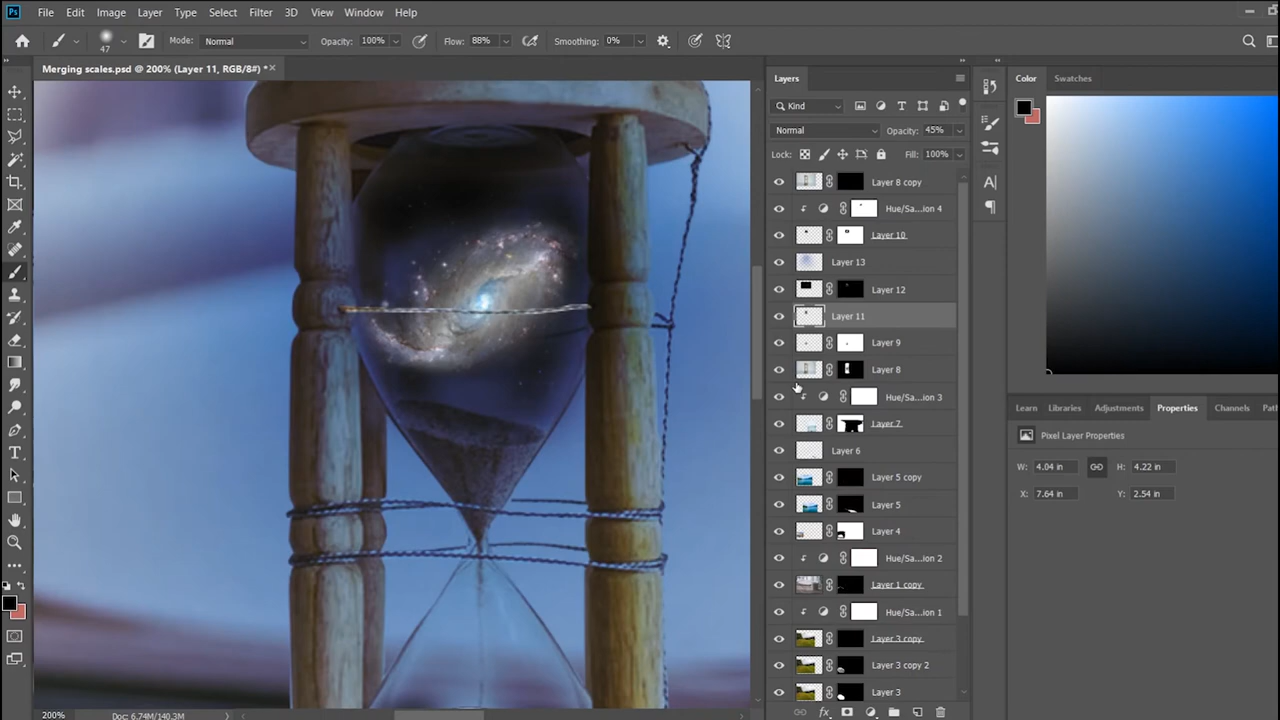 Ps File Edit Image Layer Type Select Filter 3D View Window Help
47 Mode: Normal Opacity: 100% Flow: 88% Smoothing: 0%
Merging scales.psd @ 200% (Layer 11, RGB/8#) *
Layers
Kind
Normal Opacity: 45%
Lock: Fill: 100%
Layer 8 copy
Hue/Sa...ion 4
Layer 10
Layer 13
Layer 12
Layer 11
Layer 9
Layer 8
Hue/Sa...ion 3
Layer 7
Layer 6
Layer 5 copy
Layer 5
Layer 4
Hue/Sa...ion 2
Layer 1 copy
Hue/Sa...ion 1
Layer 3 copy
Layer 3 copy 2
Layer 3
fx
Color Swatches
Learn Libraries Adjustments Properties Channels Pat
Pixel Layer Properties
W: 4.04 in H: 4.22 in
X: 7.64 in Y: 2.54 in
200% Doc: 6.74M/140.3M